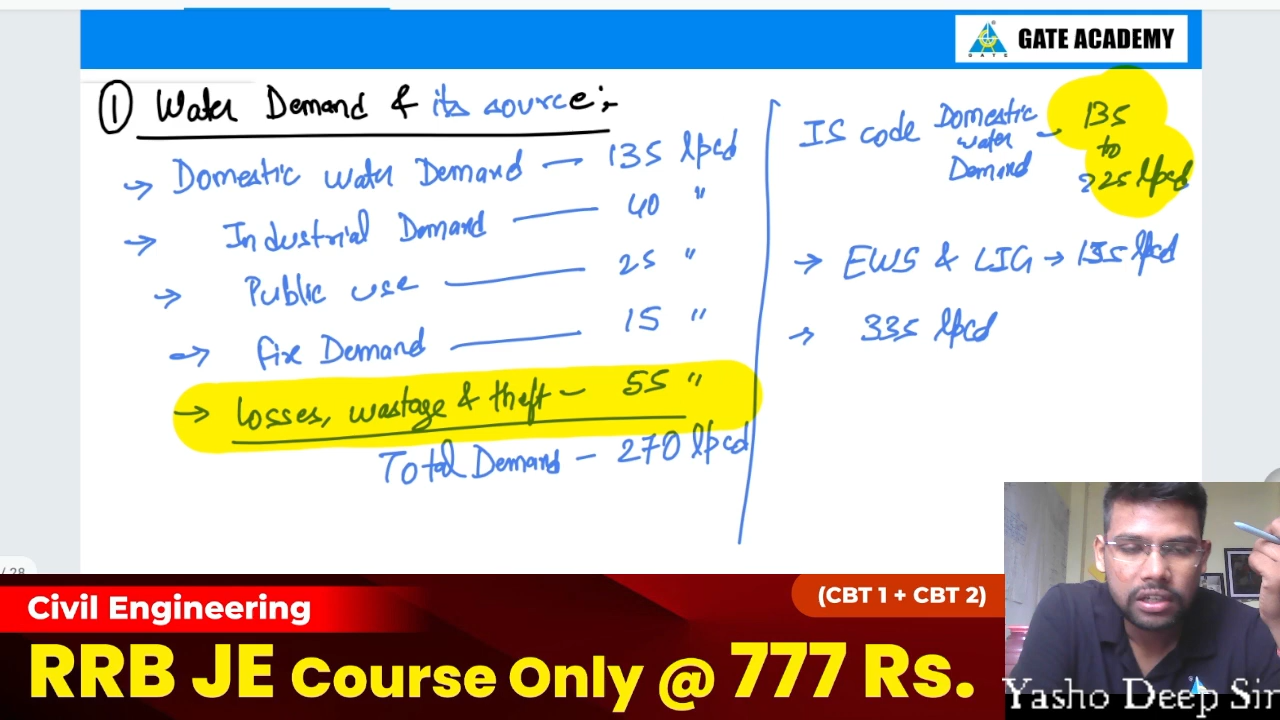 GATE ACADEMY
GATE
① Water Demand & its source:-
→ Domestic water Demand — 135 lpcd
→ Industrial Demand — 40 "
→ Public use — 25 "
→ fire Demand — 15 "
→ losses, wastage & theft — 55 "
Total Demand — 270 lpcd
IS code Domestic water Demand — 135 to 225 lpcd
→ EWS & LIG → 135 lpcd
→ 335 lpcd
/ 28
Civil Engineering
(CBT 1 + CBT 2)
RRB JE Course Only @ 777 Rs.
Yasho Deep Sir